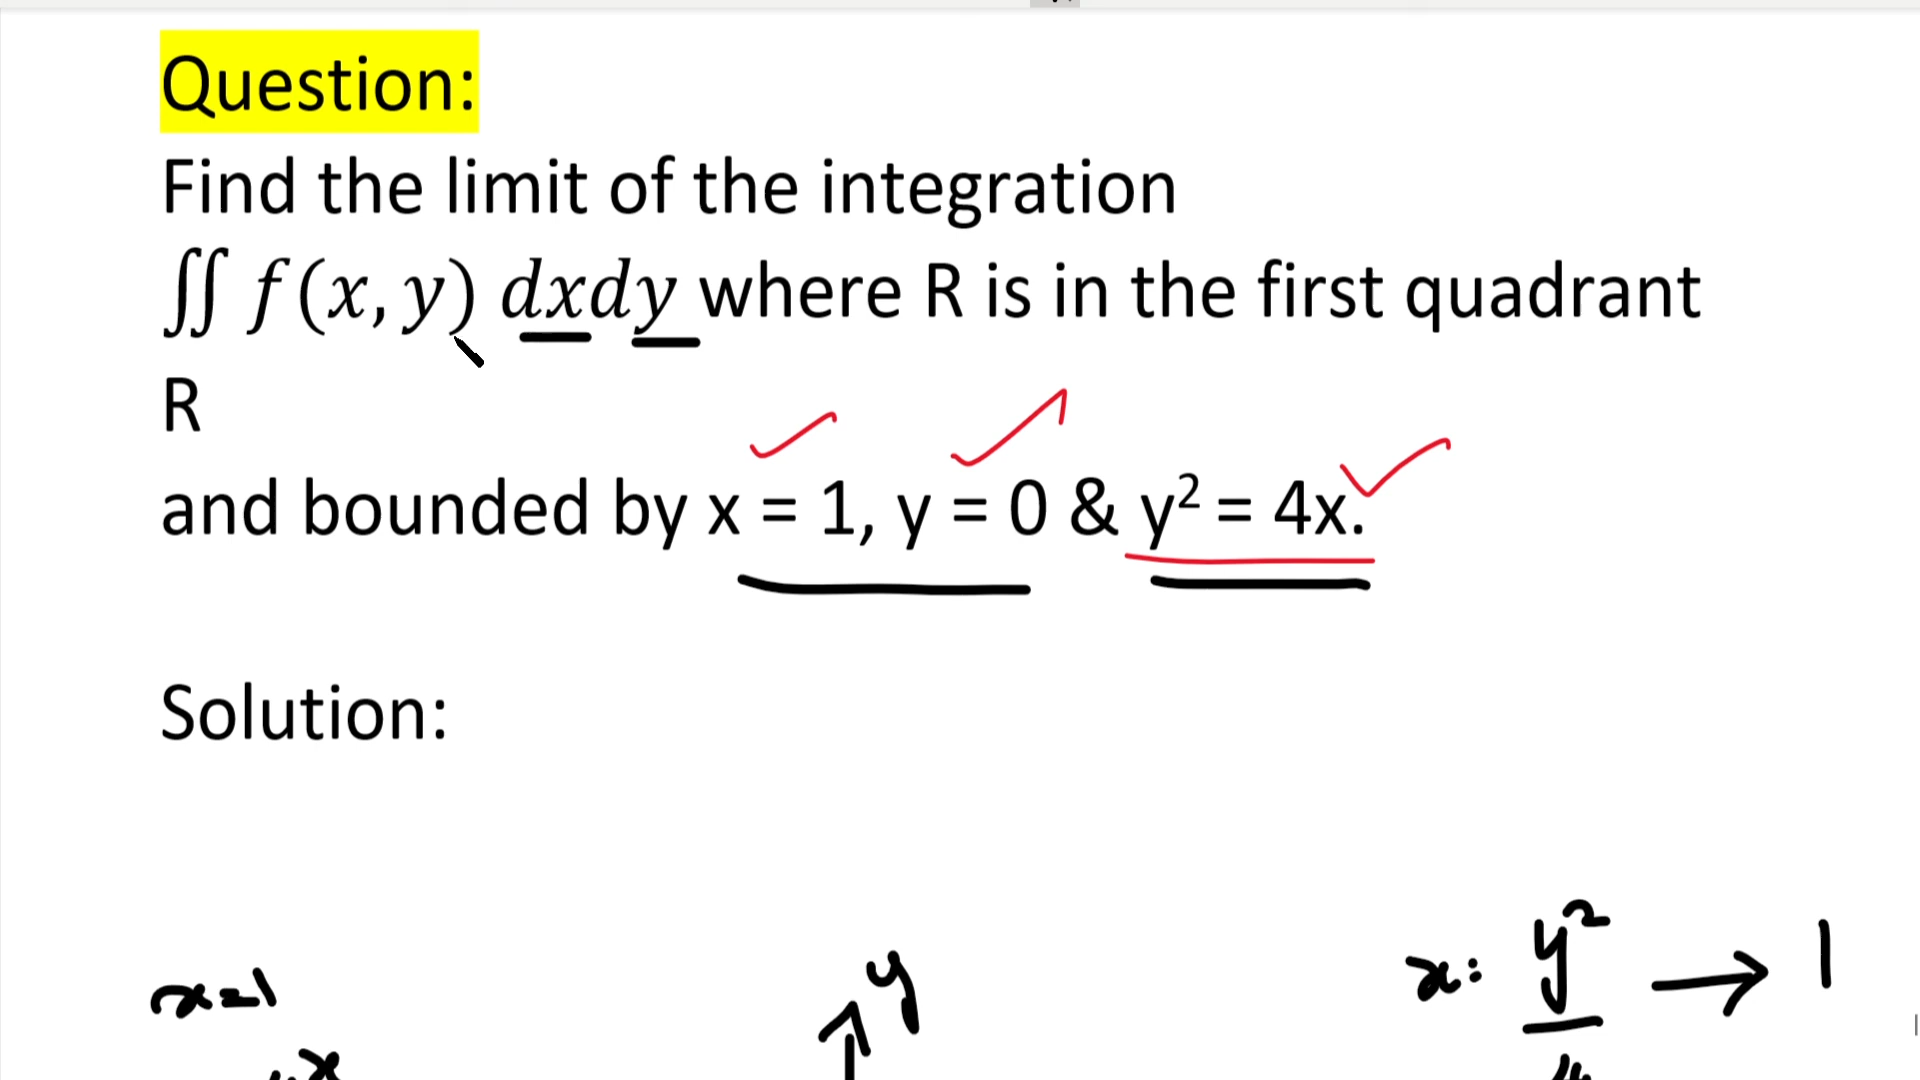 Question:
Find the limit of the integration
∬ f(x, y) dxdy where R is in the first quadrant
R
and bounded by x = 1, y = 0 & y² = 4x.
Solution:
x: y² → 1
x=1
y
x